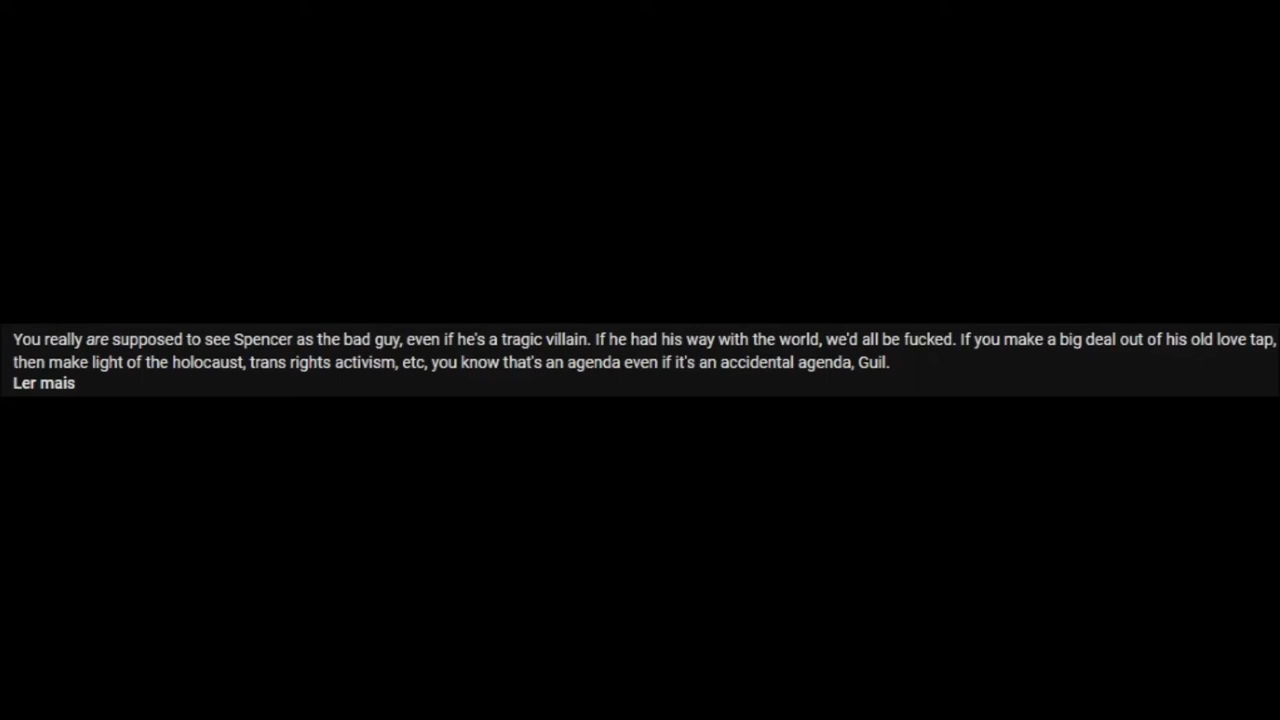 You really are supposed to see Spencer as the bad guy, even if he's a tragic villain. If he had his way with the world, we'd all be fucked. If you make a big deal out of his old love tap,
then make light of the holocaust, trans rights activism, etc, you know that's an agenda even if it's an accidental agenda, Guil.
Ler mais